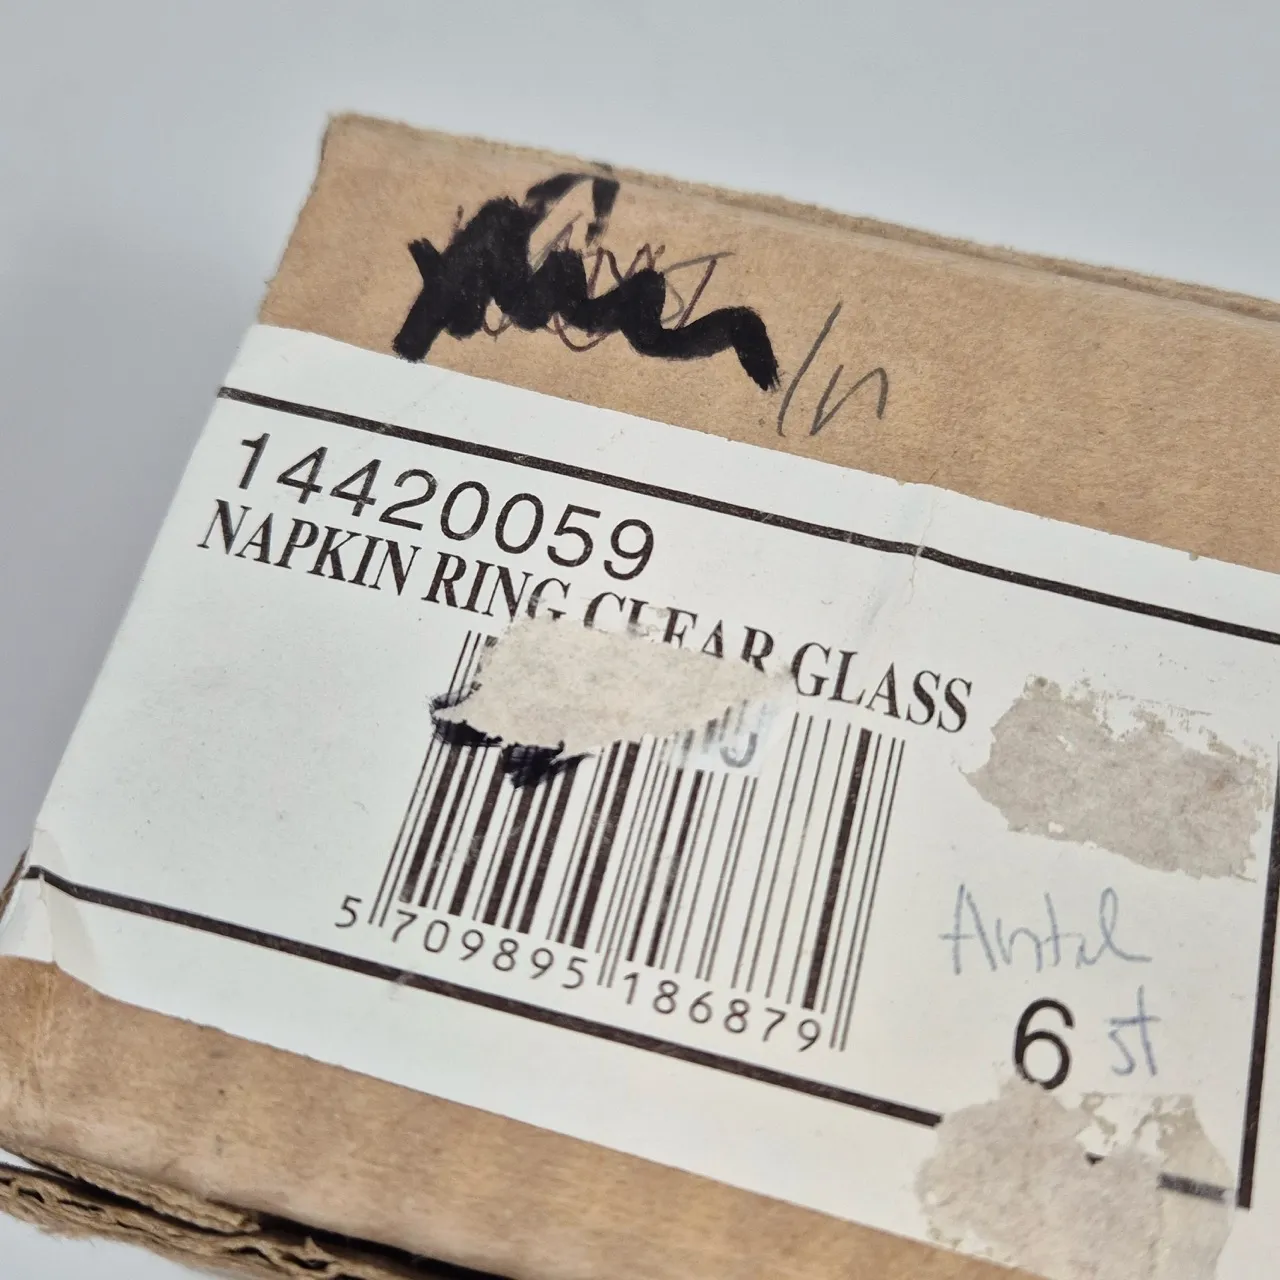 14420059
NAPKIN RING CLEAR GLASS
5 709895 186879
Antal
6 st